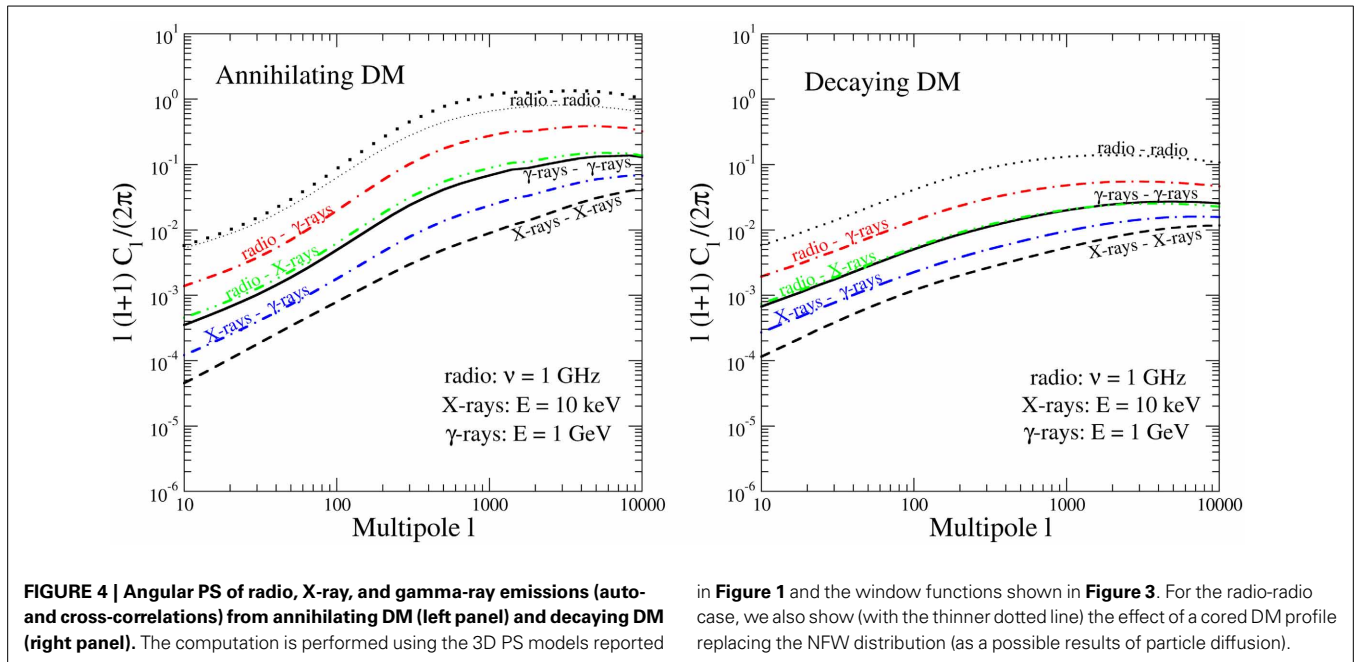 Annihilating DM
l (l+1) C_l/(2π)
10^1
10^0
10^-1
10^-2
10^-3
10^-4
10^-5
10^-6
radio - radio
radio - γ-rays
γ-rays - γ-rays
radio - X-rays
X-rays - γ-rays
X-rays - X-rays
radio: ν = 1 GHz
X-rays: E = 10 keV
γ-rays: E = 1 GeV
10 100 1000 10000
Multipole l
Decaying DM
l (l+1) C_l/(2π)
10^1
10^0
10^-1
10^-2
10^-3
10^-4
10^-5
10^-6
radio - radio
radio - γ-rays
γ-rays - γ-rays
radio - X-rays
X-rays - γ-rays
X-rays - X-rays
radio: ν = 1 GHz
X-rays: E = 10 keV
γ-rays: E = 1 GeV
10 100 1000 10000
Multipole l
FIGURE 4 | Angular PS of radio, X-ray, and gamma-ray emissions (auto-
and cross-correlations) from annihilating DM (left panel) and decaying DM
(right panel). The computation is performed using the 3D PS models reported
in Figure 1 and the window functions shown in Figure 3. For the radio-radio
case, we also show (with the thinner dotted line) the effect of a cored DM profile
replacing the NFW distribution (as a possible results of particle diffusion).